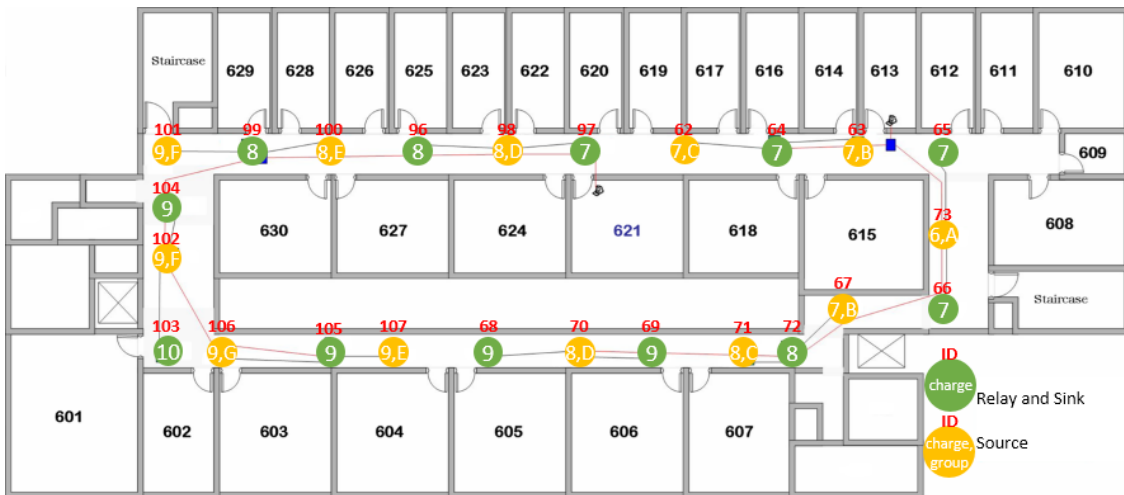 Staircase
629 628 626 625 623 622 620 619 617 616 614 613 612 611 610
101 99 100 96 98 97 62 64 63 65
9,F 8 8,E 8 8,D 7 7,C 7 7,B 7
609
104
9
73
6,A
102
9,F
630 627 624 621 618 615 608
67
7,B
66
7
Staircase
103 106 105 107 68 70 69 71 72
10 9,G 9 9,E 9 8,D 9 8,C 8
ID
charge
Relay and Sink
ID
charge,
group
Source
601 602 603 604 605 606 607